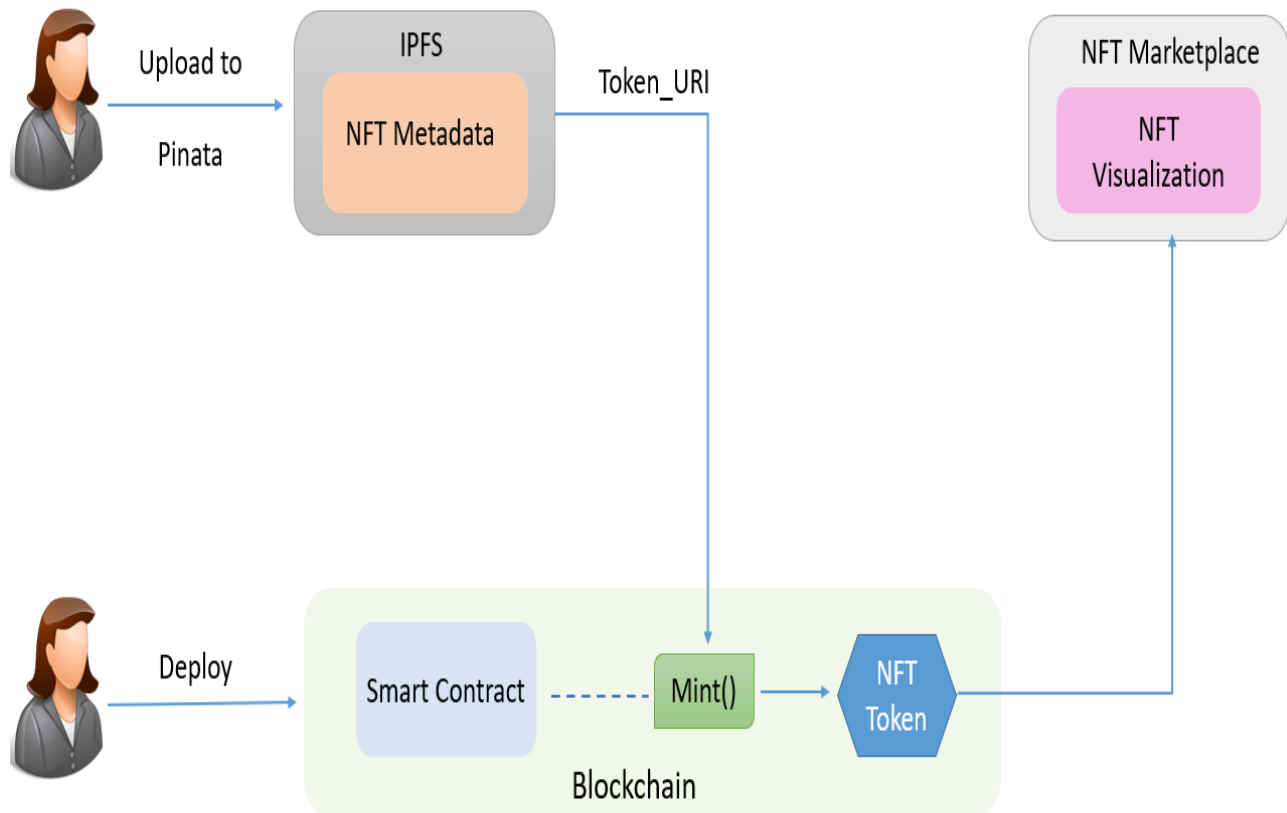 Upload to
Pinata
IPFS
NFT Metadata
Token_URI
NFT Marketplace
NFT
Visualization
Deploy
Smart Contract
Mint()
NFT
Token
Blockchain